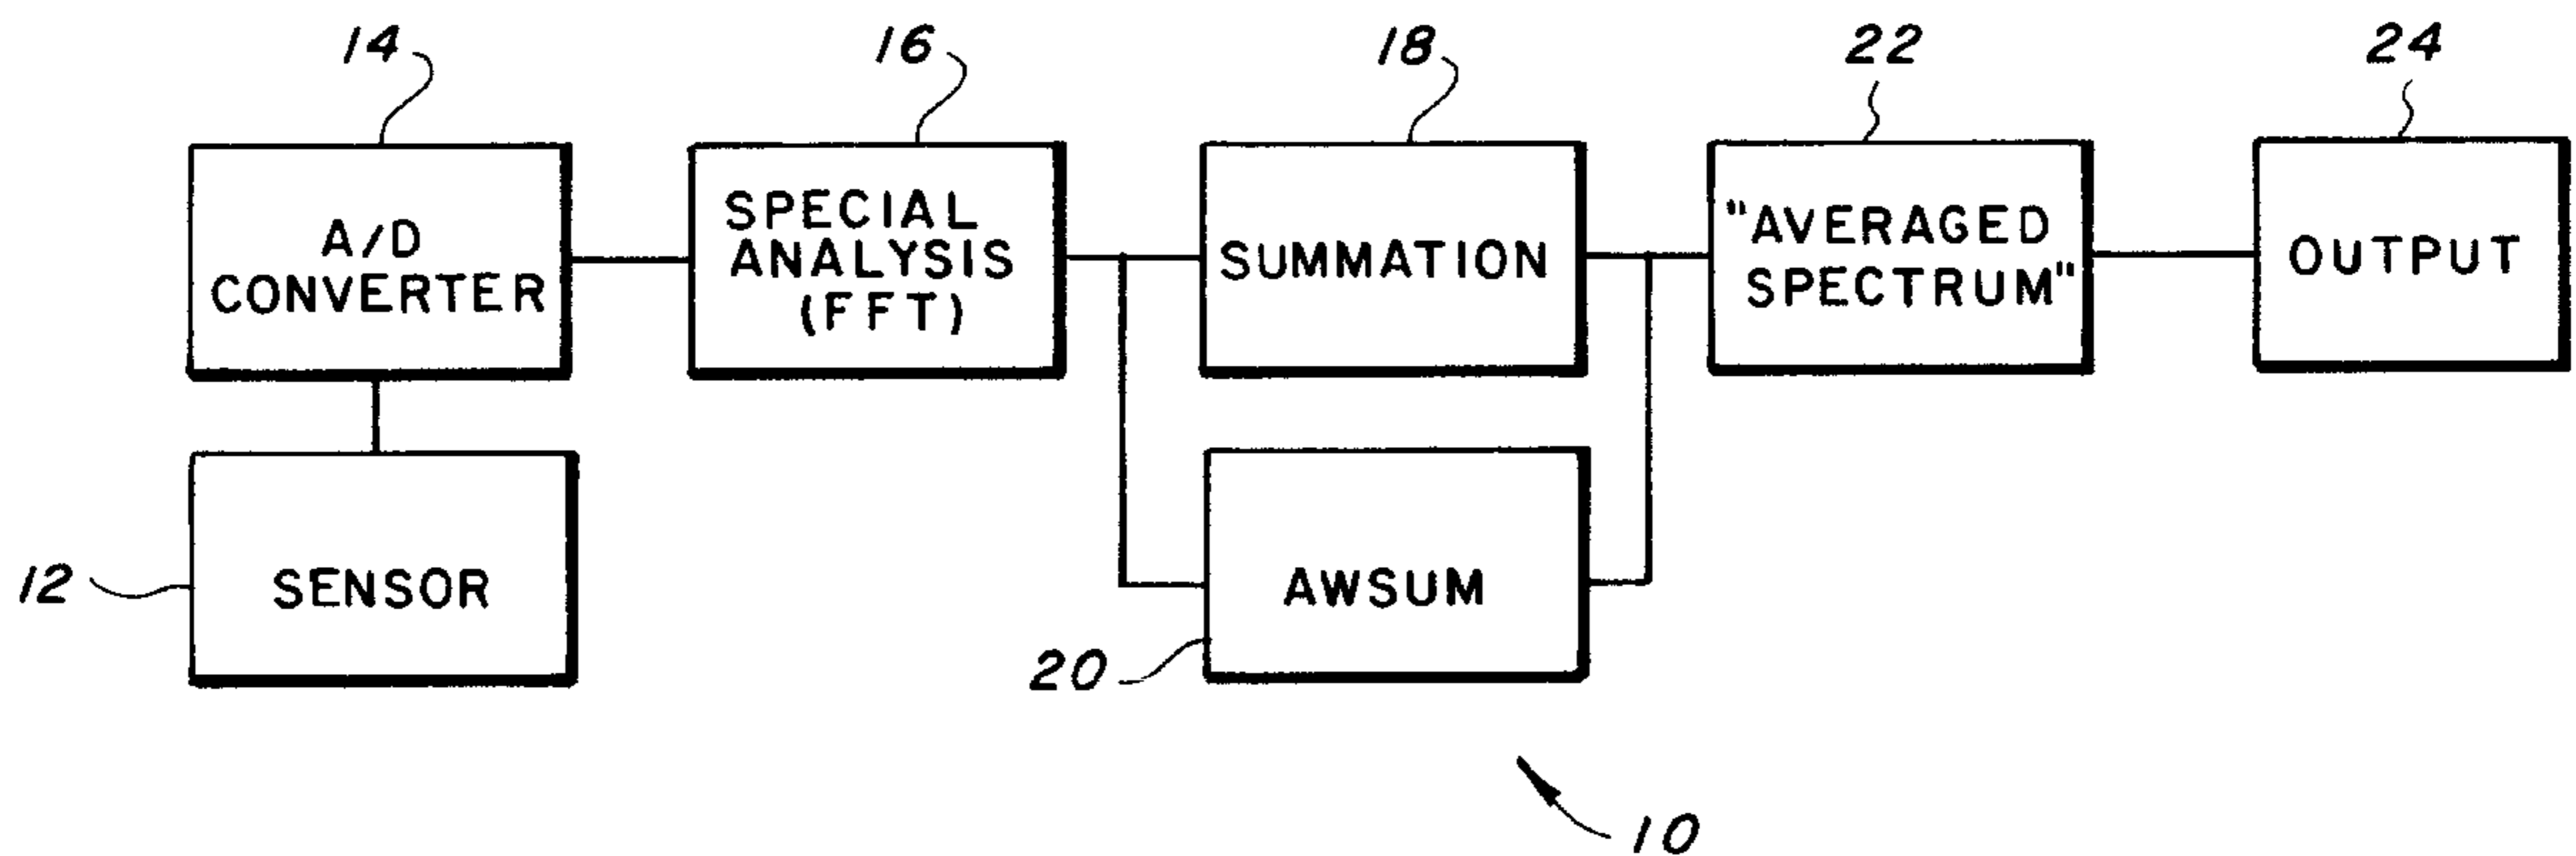 14
16
18
22
24
A/D
CONVERTER
SPECIAL
ANALYSIS
(FFT)
SUMMATION
"AVERAGED
SPECTRUM"
OUTPUT
12
SENSOR
AWSUM
20
10